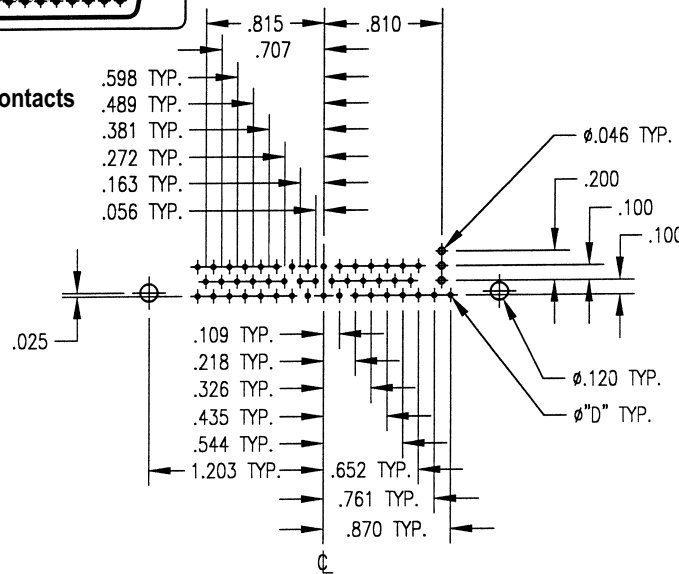 .815
.810
.707
ontacts
.598 TYP.
.489 TYP.
.381 TYP.
.272 TYP.
.163 TYP.
.056 TYP.
ø.046 TYP.
.200
.100
.100
.025
.109 TYP.
.218 TYP.
.326 TYP.
.435 TYP.
.544 TYP.
1.203 TYP.
.652 TYP.
.761 TYP.
.870 TYP.
ø.120 TYP.
ø"D" TYP.
℄